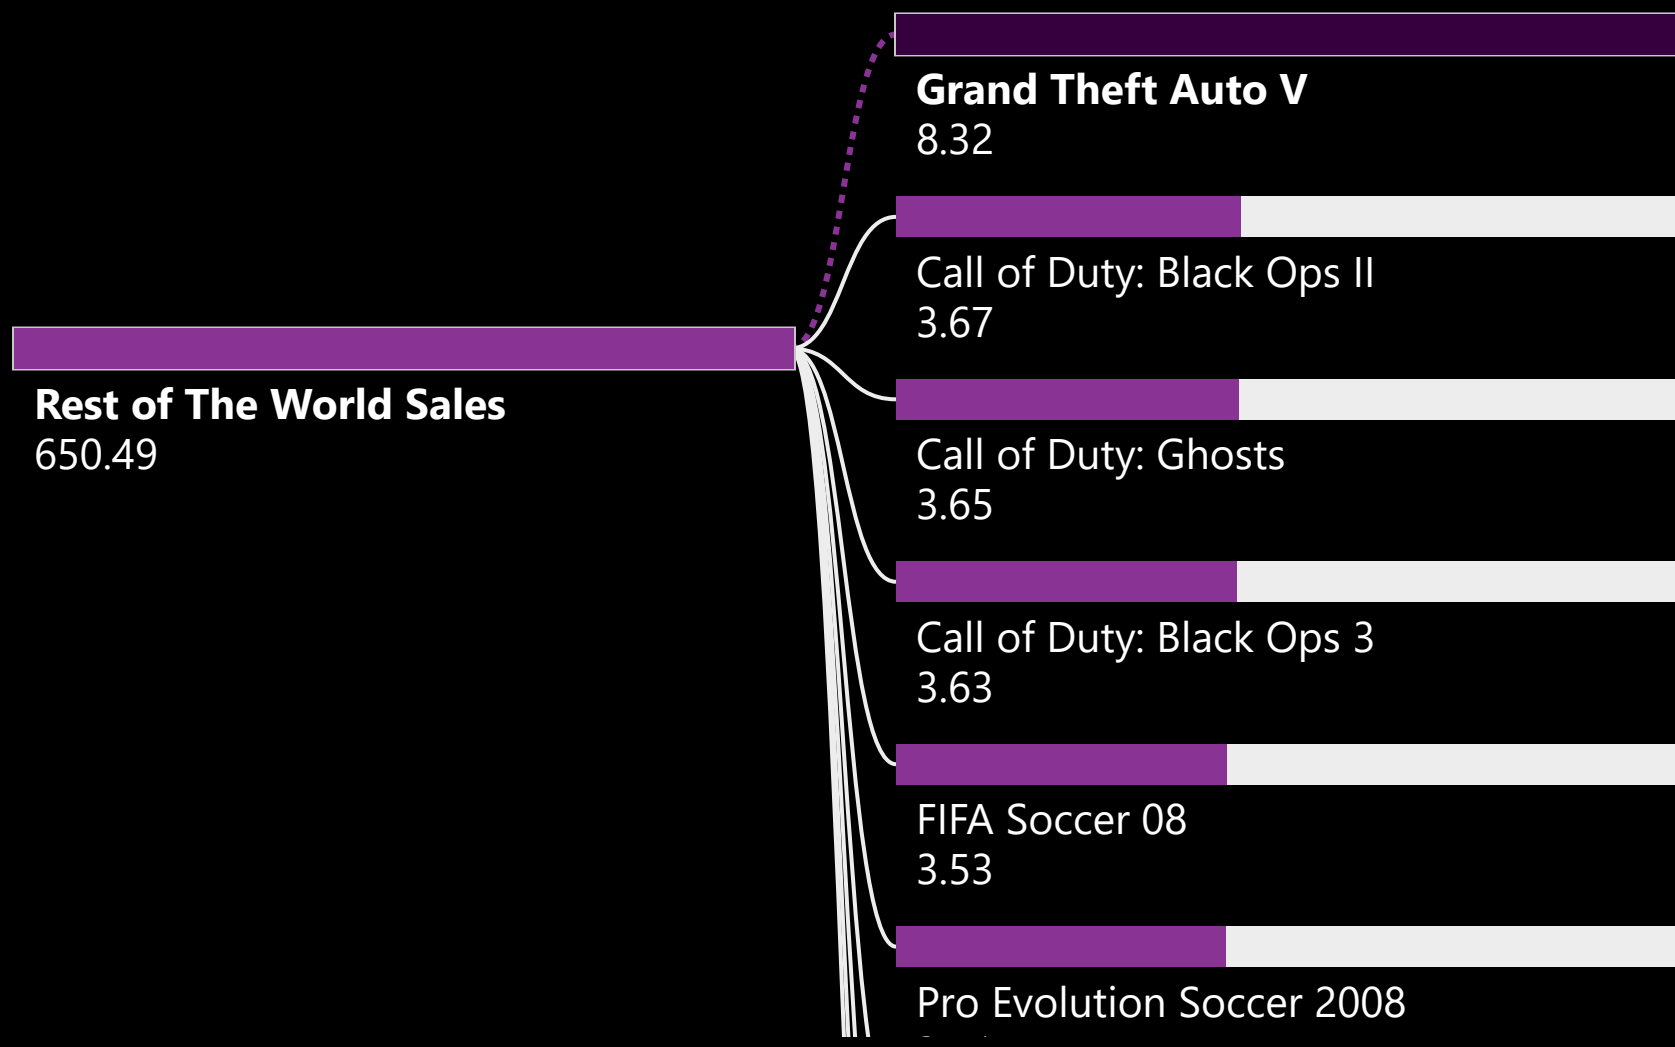 Grand Theft Auto V
8.32
Call of Duty: Black Ops II
3.67
Rest of The World Sales
650.49
Call of Duty: Ghosts
3.65
Call of Duty: Black Ops 3
3.63
FIFA Soccer 08
3.53
Pro Evolution Soccer 2008